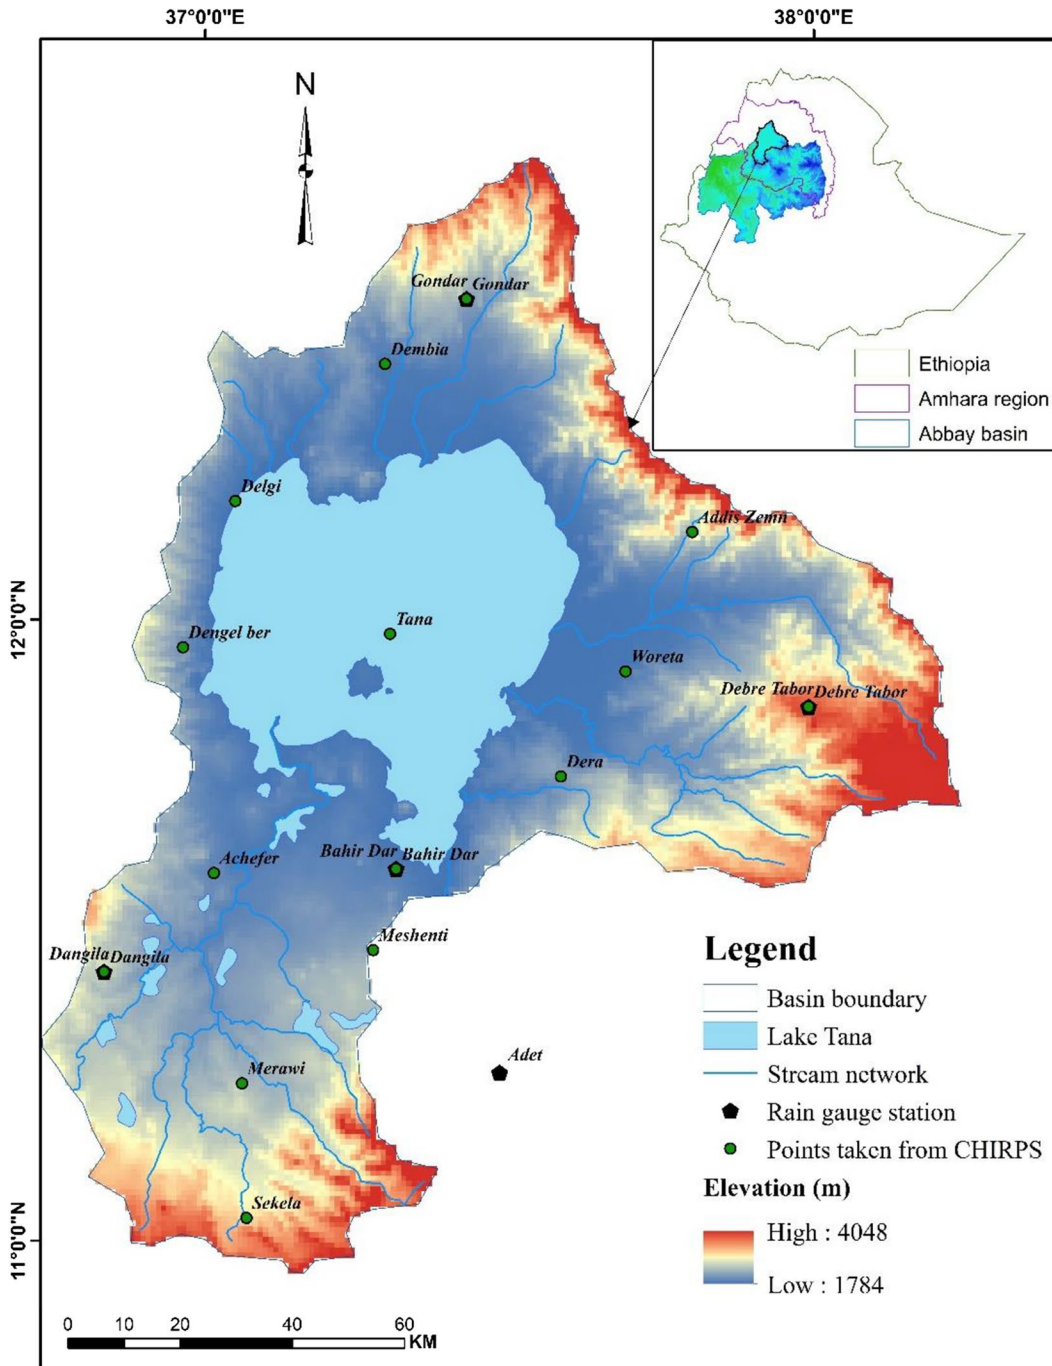 37°0'0"E
38°0'0"E
N
Ethiopia
Amhara region
Abbay basin
Gondar Gondar
Dembia
Delgi
Addis Zemn
12°0'0"N
Tana
Dengel ber
Woreta
Debre Tabor Debre Tabor
Dera
Bahir Dar Bahir Dar
Achefer
Meshenti
Dangila Dangila
Adet
Merawi
Sekela
11°0'0"N
Legend
Basin boundary
Lake Tana
Stream network
Rain gauge station
Points taken from CHIRPS
Elevation (m)
High : 4048
Low : 1784
0 10 20 40 60
KM